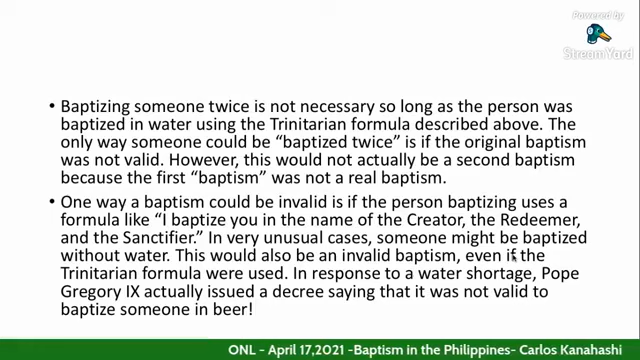 Powered by
StreamYard
• Baptizing someone twice is not necessary so long as the person was
baptized in water using the Trinitarian formula described above. The
only way someone could be “baptized twice” is if the original baptism
was not valid. However, this would not actually be a second baptism
because the first “baptism” was not a real baptism.
• One way a baptism could be invalid is if the person baptizing uses a
formula like “I baptize you in the name of the Creator, the Redeemer,
and the Sanctifier.” In very unusual cases, someone might be baptized
without water. This would also be an invalid baptism, even if the
Trinitarian formula were used. In response to a water shortage, Pope
Gregory IX actually issued a decree saying that it was not valid to
baptize someone in beer!
ONL - April 17,2021 -Baptism in the Philippines- Carlos Kanahashi